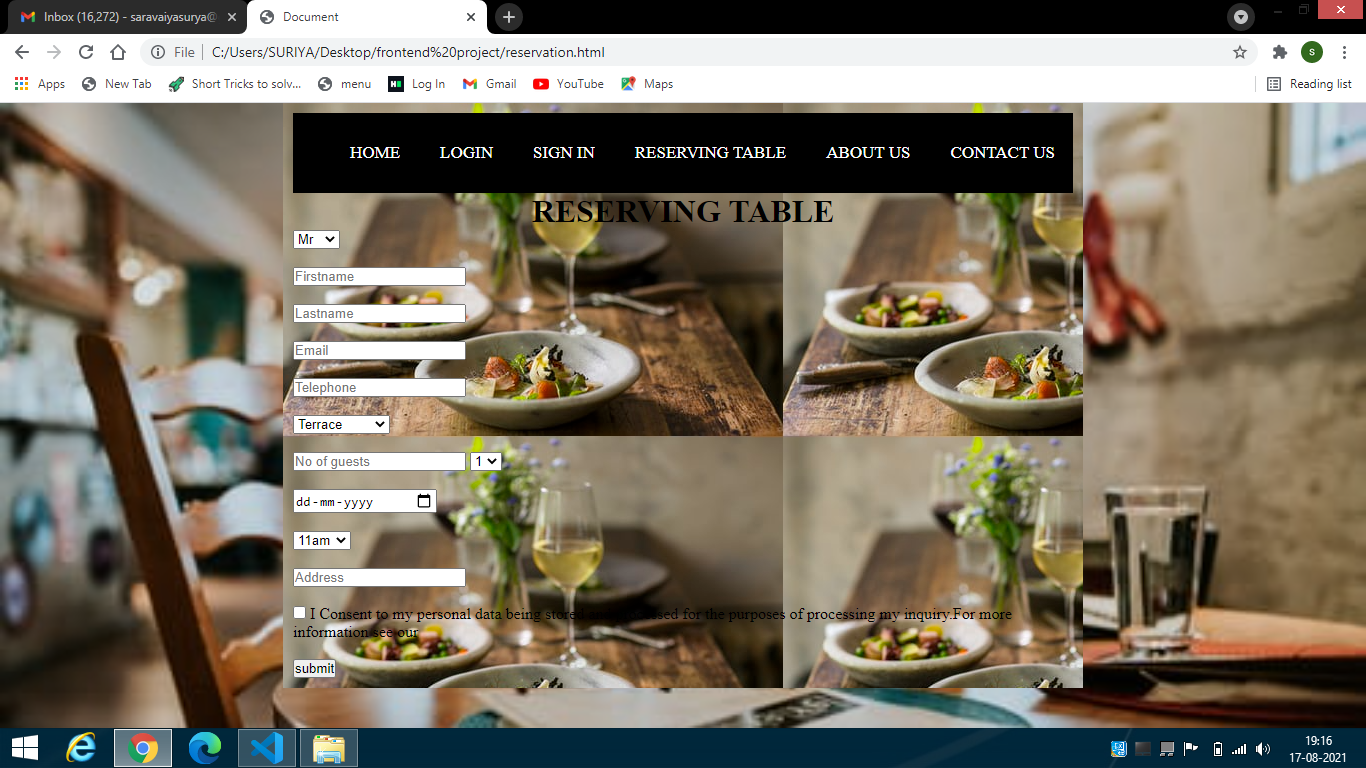 Inbox (16,272) - saravaiyasurya@
Document
File
C:/Users/SURIYA/Desktop/frontend%20project/reservation.html
S
Apps
New Tab
Short Tricks to solv...
menu
Log In
Gmail
YouTube
Maps
Reading list
HOME LOGIN SIGN IN RESERVING TABLE ABOUT US CONTACT US
RESERVING TABLE
Mr
Firstname
Lastname
Email
Telephone
Terrace
No of guests 1
dd-mm-yyyy
11am
Address
I Consent to my personal data being stored for the purposes of processing my inquiry.For more
information see our
submit
19:16
17-08-2021